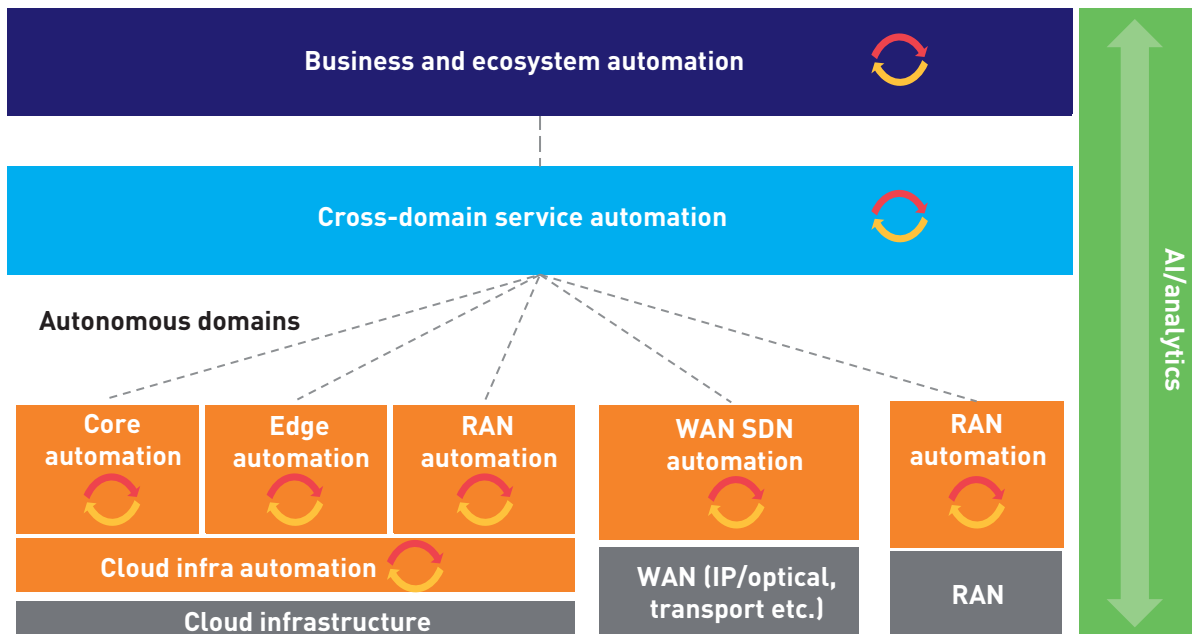 Business and ecosystem automation
Cross-domain service automation
Autonomous domains
Core
automation
Edge
automation
RAN
automation
WAN SDN
automation
RAN
automation
Cloud infra automation
Cloud infrastructure
WAN (IP/optical,
transport etc.)
RAN
AI/analytics